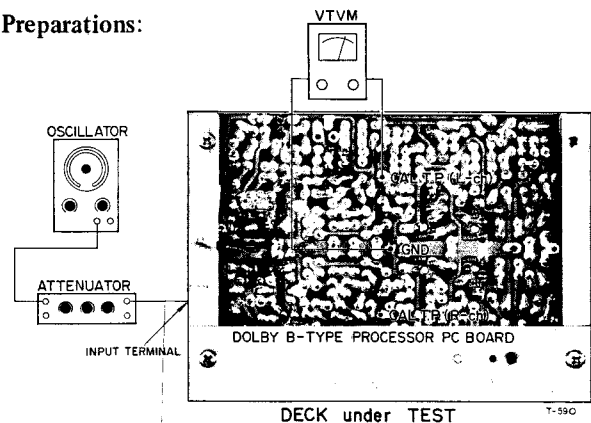 Preparations:
VTVM
OSCILLATOR
CAL T.P (L-ch)
GND
ATTENUATOR
CAL T.P (R-ch)
INPUT TERMINAL
DOLBY B-TYPE PROCESSOR PC BOARD
DECK under TEST
T-590